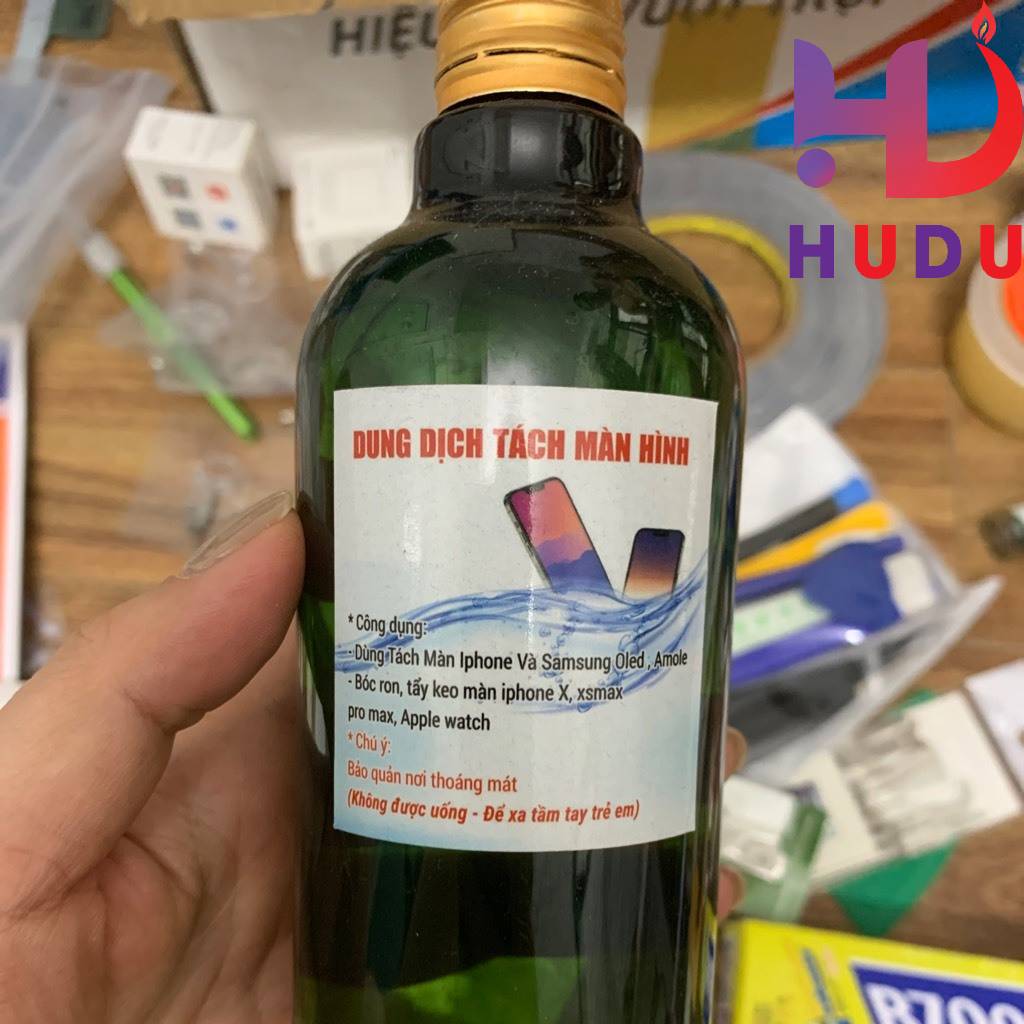 HIỆU
HUDU
DUNG DỊCH TÁCH MÀN HÌNH
* Công dụng:
- Dùng Tách Màn Iphone Và Samsung Oled , Amole
- Bóc ron, tẩy keo màn iphone X, xsmax
pro max, Apple watch
* Chú ý:
Bảo quản nơi thoáng mát
(Không được uống - Để xa tầm tay trẻ em)